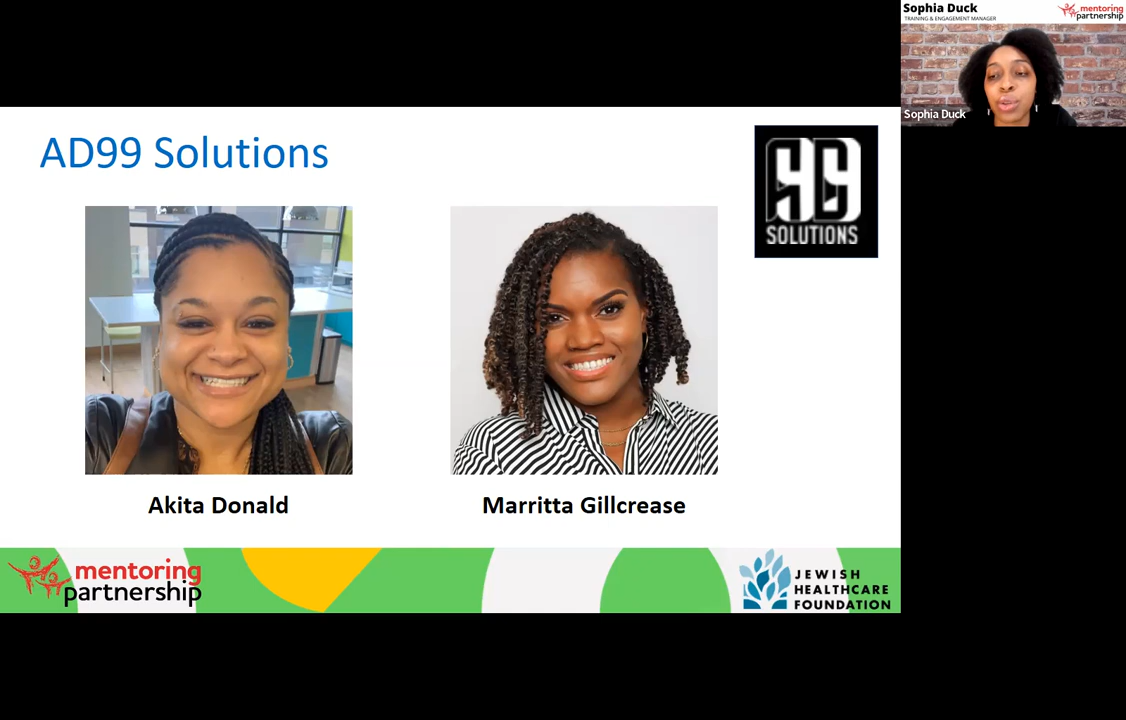 Sophia Duck
TRAINING & ENGAGEMENT MANAGER
mentoring
partnership
Sophia Duck
AD99 Solutions
AD99
SOLUTIONS
Akita Donald
Marritta Gillcrease
mentoring
partnership
JEWISH
HEALTHCARE
FOUNDATION